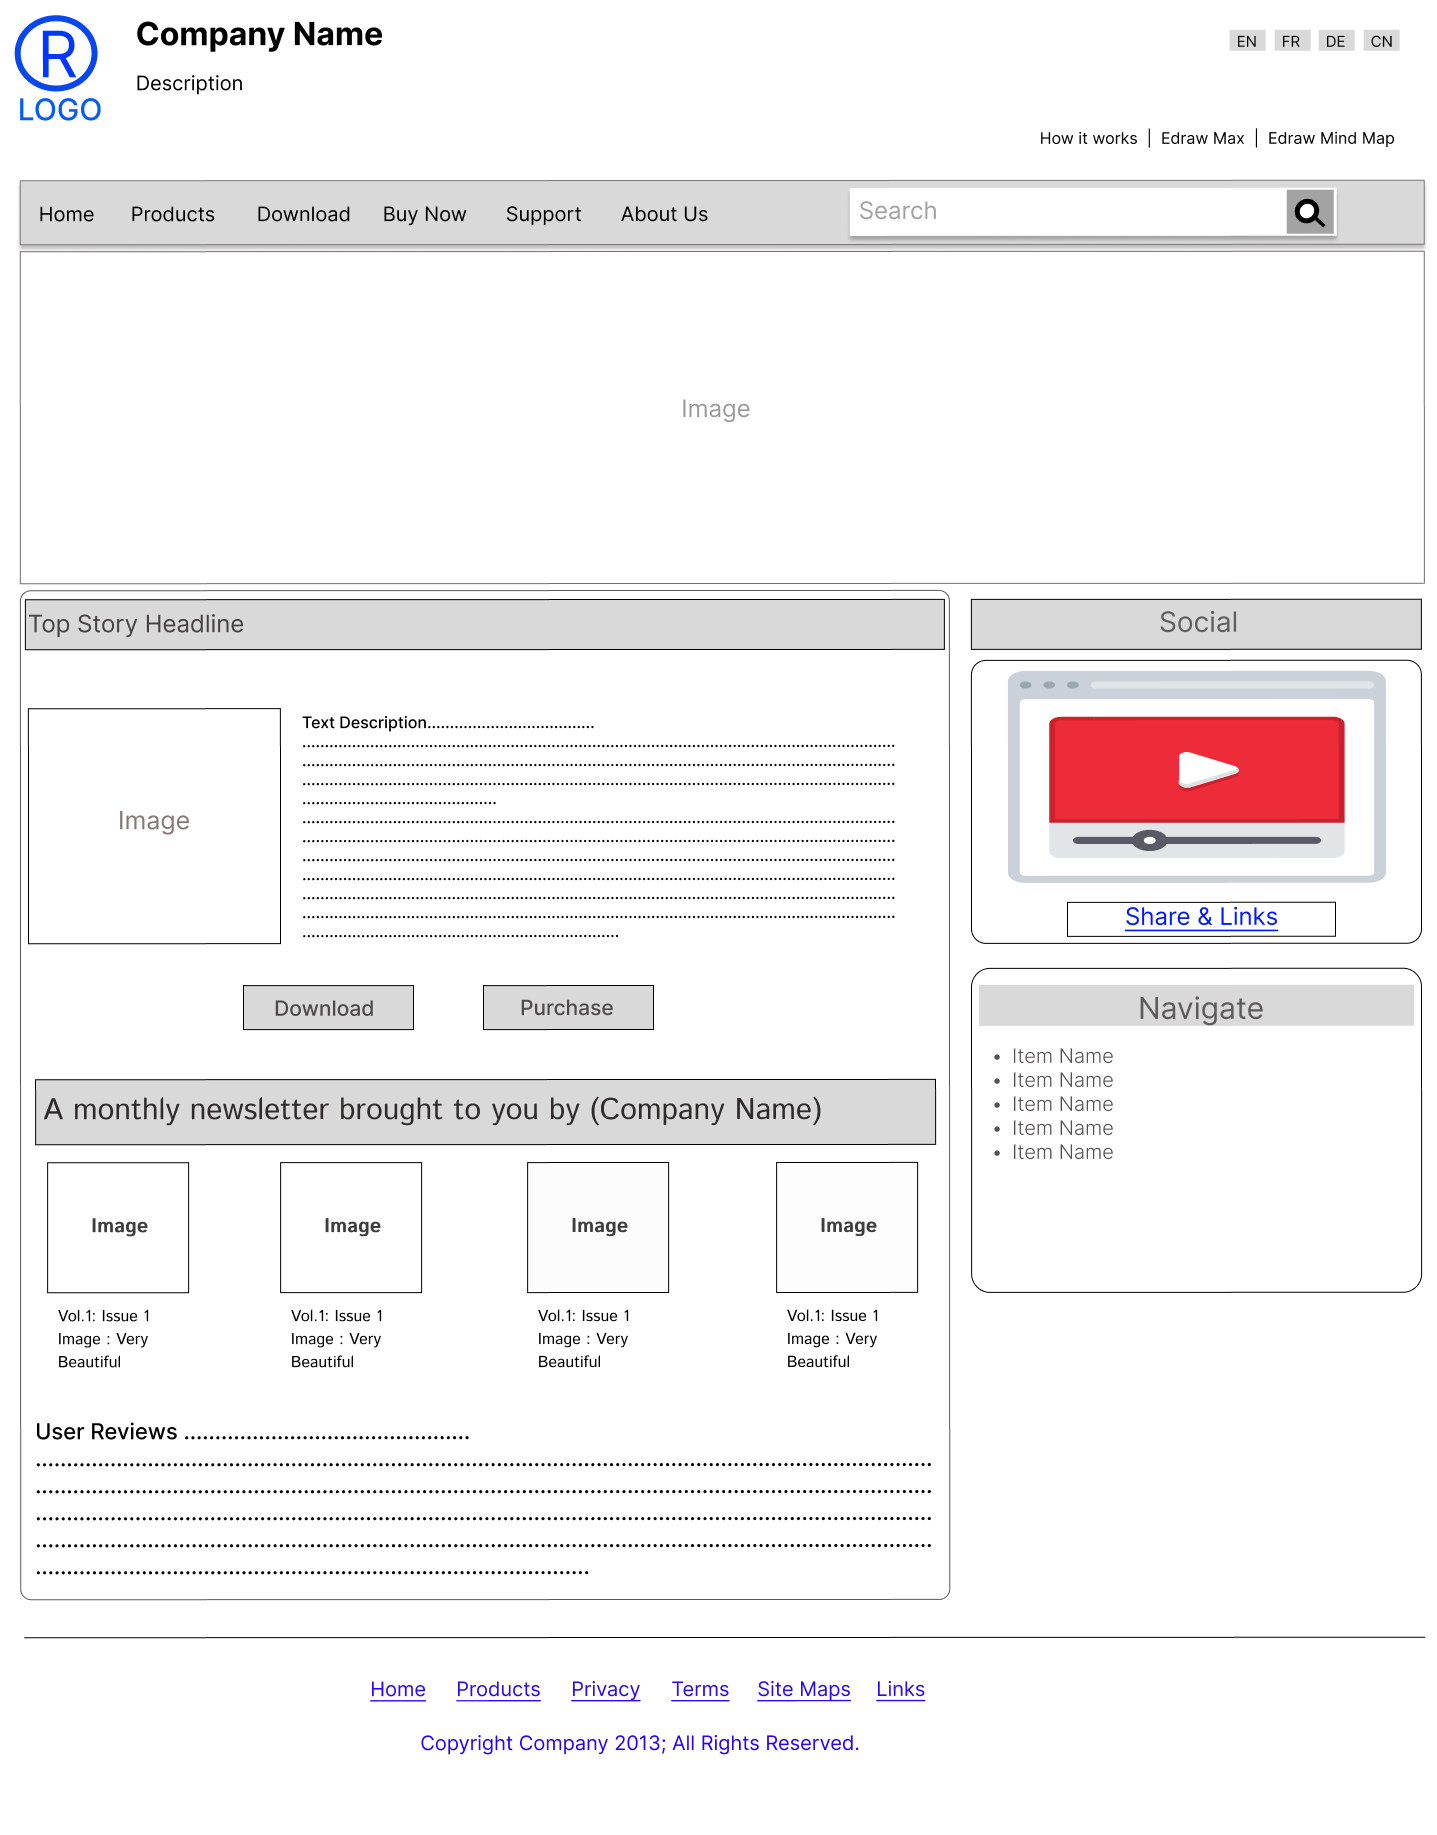 R
LOGO
Company Name
Description
EN FR DE CN
How it works | Edraw Max | Edraw Mind Map
Home Products Download Buy Now Support About Us
Search
Image
Top Story Headline
Image
Text Description.....................................
....................................................................................................................................
....................................................................................................................................
....................................................................................................................................
...........................................
....................................................................................................................................
....................................................................................................................................
....................................................................................................................................
....................................................................................................................................
....................................................................................................................................
....................................................................................................................................
......................................................................
Download Purchase
A monthly newsletter brought to you by (Company Name)
Image Image Image Image
Vol.1: Issue 1 Vol.1: Issue 1 Vol.1: Issue 1 Vol.1: Issue 1
Image : Very Image : Very Image : Very Image : Very
Beautiful Beautiful Beautiful Beautiful
User Reviews ..............................................
................................................................................................................................................
................................................................................................................................................
................................................................................................................................................
................................................................................................................................................
.........................................................................................
Social
Share & Links
Navigate
• Item Name
• Item Name
• Item Name
• Item Name
• Item Name
Home Products Privacy Terms Site Maps Links
Copyright Company 2013; All Rights Reserved.